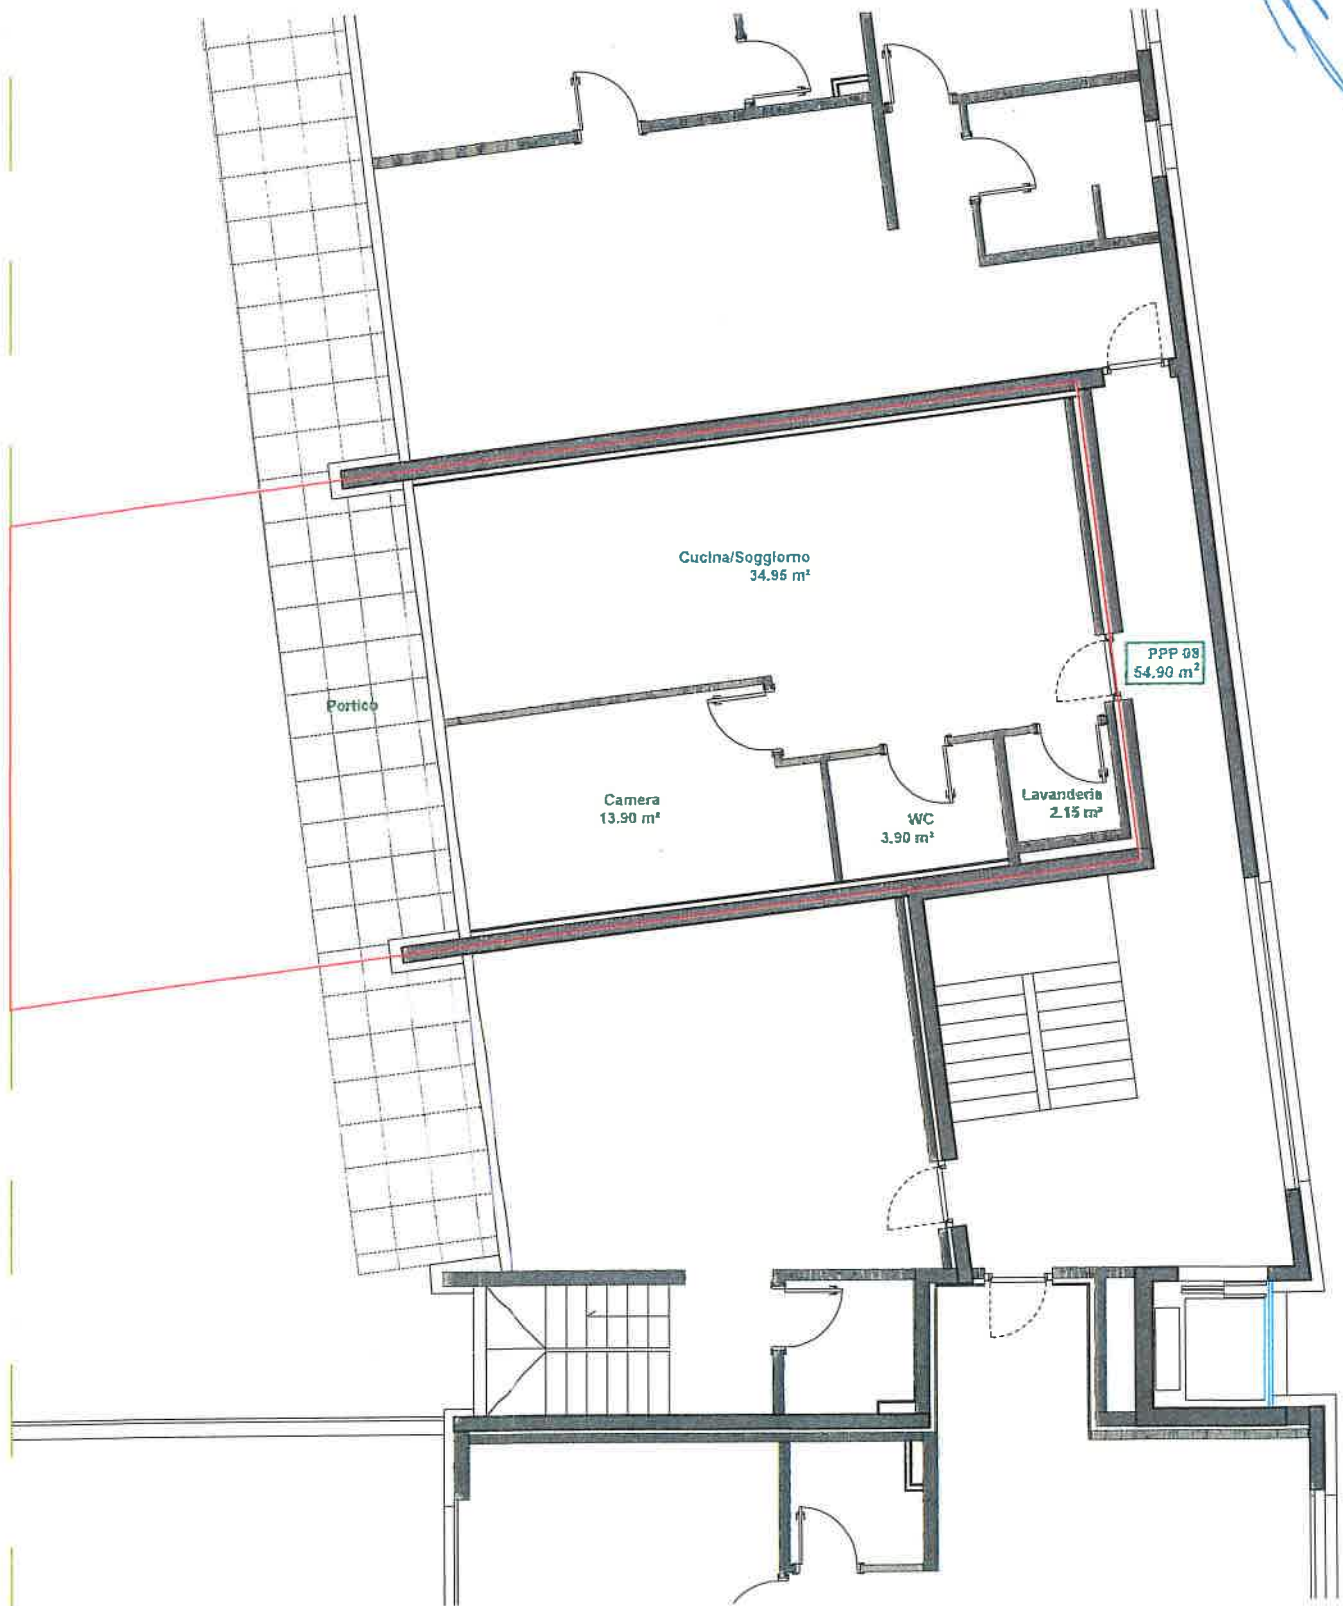 Cucina/Soggiorno
34.95 m²
PPP 08
54.90 m²
Portico
Camera
13.90 m²
WC
3.90 m²
Lavanderia
2.15 m²